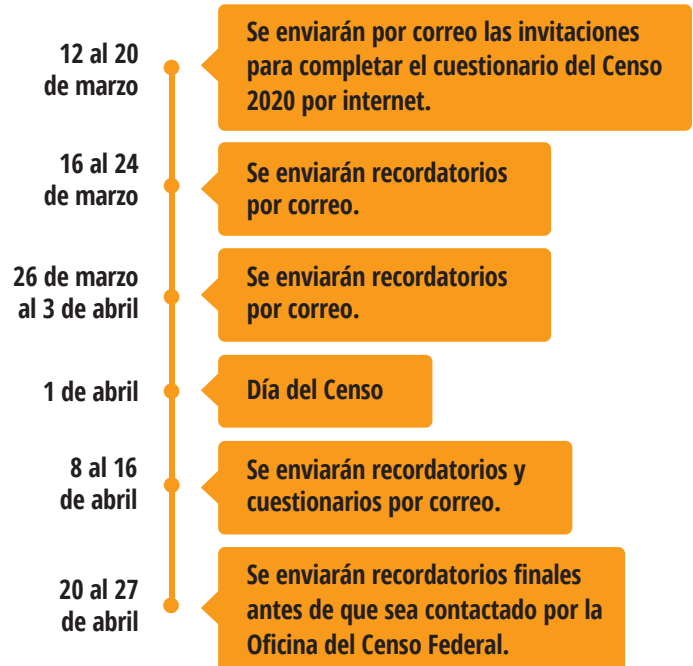 12 al 20
de marzo
Se enviarán por correo las invitaciones
para completar el cuestionario del Censo
2020 por internet.
16 al 24
de marzo
Se enviarán recordatorios
por correo.
26 de marzo
al 3 de abril
Se enviarán recordatorios
por correo.
1 de abril
Día del Censo
8 al 16
de abril
Se enviarán recordatorios y
cuestionarios por correo.
20 al 27
de abril
Se enviarán recordatorios finales
antes de que sea contactado por la
Oficina del Censo Federal.